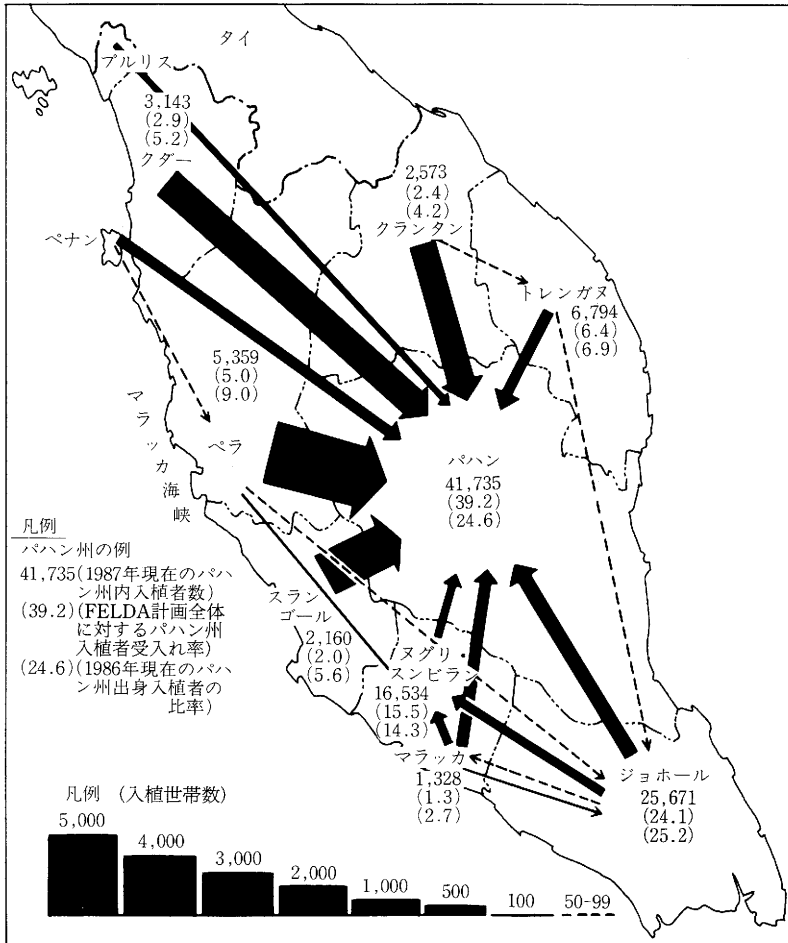 タイ
プルリス
3,143
(2.9)
(5.2)
クダー
2,573
(2.4)
(4.2)
クランタン
ペナン
トレンガヌ
6,794
(6.4)
(6.9)
5,359
(5.0)
(9.0)
ペラ
マラッカ海峡
パハン
41,735
(39.2)
(24.6)
凡例
パハン州の例
41,735(1987年現在のパハ
ン州内入植者数)
(39.2)(FELDA計画全体
に対するパハン州
入植者受入れ率)
(24.6)(1986年現在のパハ
ン州出身入植者の
比率)
スラン
ゴール
2,160
(2.0)
(5.6)
ヌグリ・
スンビラン
16,534
(15.5)
(14.3)
マラッカ
1,328
(1.3)
(2.7)
ジョホール
25,671
(24.1)
(25.2)
凡例 (入植世帯数)
5,000
4,000
3,000
2,000
1,000
500
100
50-99